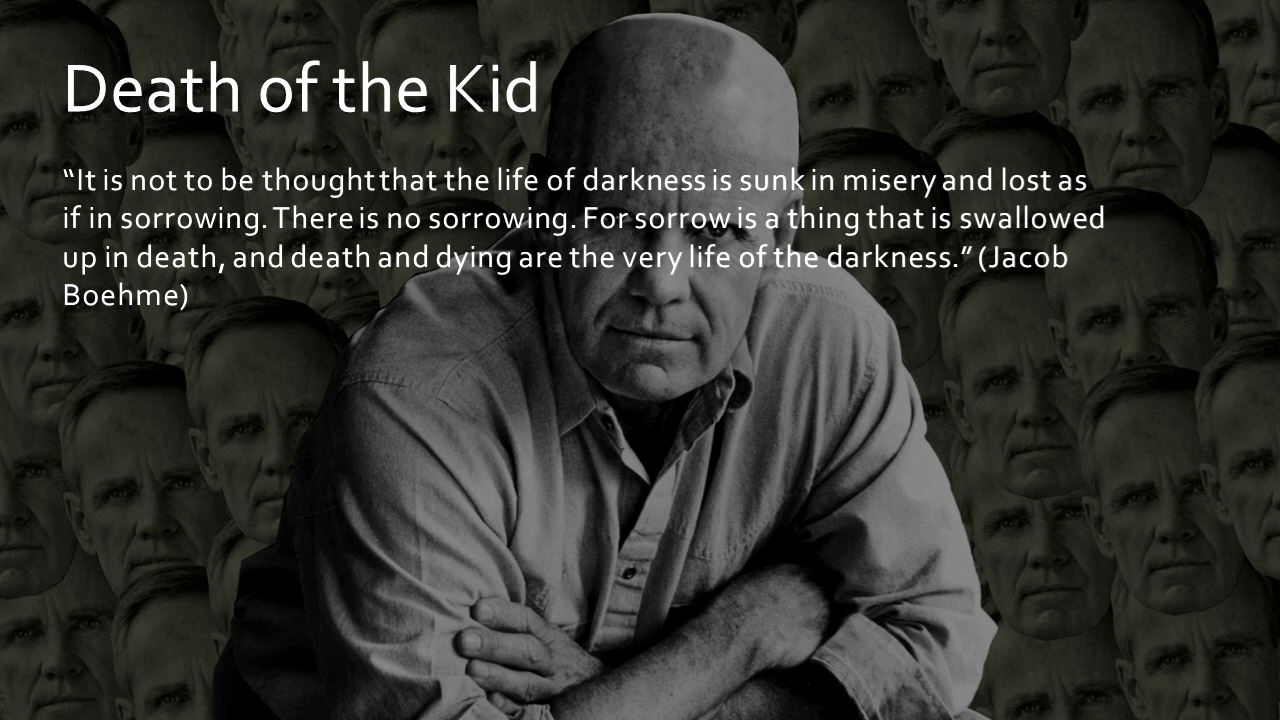 Death of the Kid
“It is not to be thought that the life of darkness is sunk in misery and lost as
if in sorrowing. There is no sorrowing. For sorrow is a thing that is swallowed
up in death, and death and dying are the very life of the darkness.” (Jacob
Boehme)